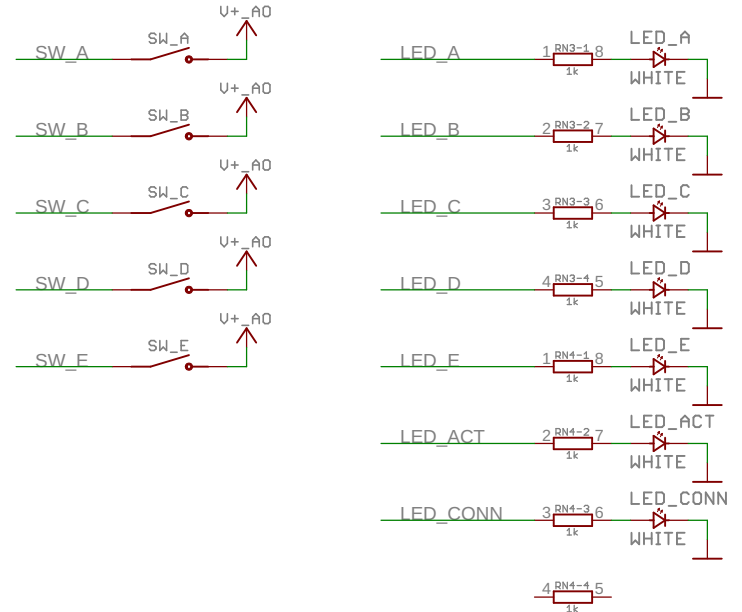 V+_AO
SW_A SW_A
LED_A 1 RN3-1 8 LED_A
1k WHITE
V+_AO
SW_B SW_B
LED_B 2 RN3-2 7 LED_B
1k WHITE
V+_AO
SW_C SW_C
LED_C 3 RN3-3 6 LED_C
1k WHITE
V+_AO
SW_D SW_D
LED_D 4 RN3-4 5 LED_D
1k WHITE
V+_AO
SW_E SW_E
LED_E 1 RN4-1 8 LED_E
1k WHITE
LED_ACT 2 RN4-2 7 LED_ACT
1k WHITE
LED_CONN 3 RN4-3 6 LED_CONN
1k WHITE
4 RN4-4 5
1k